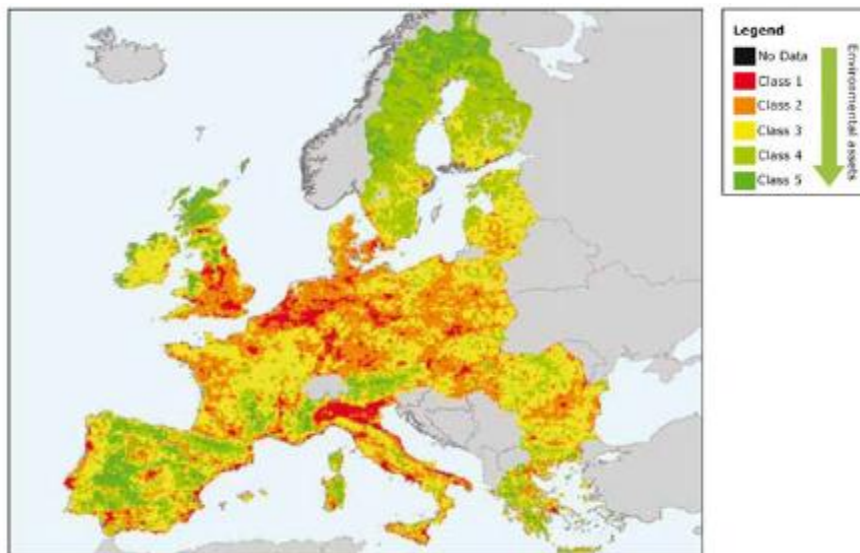 Legend
No Data
Class 1
Class 2
Class 3
Class 4
Class 5
Environmental assets